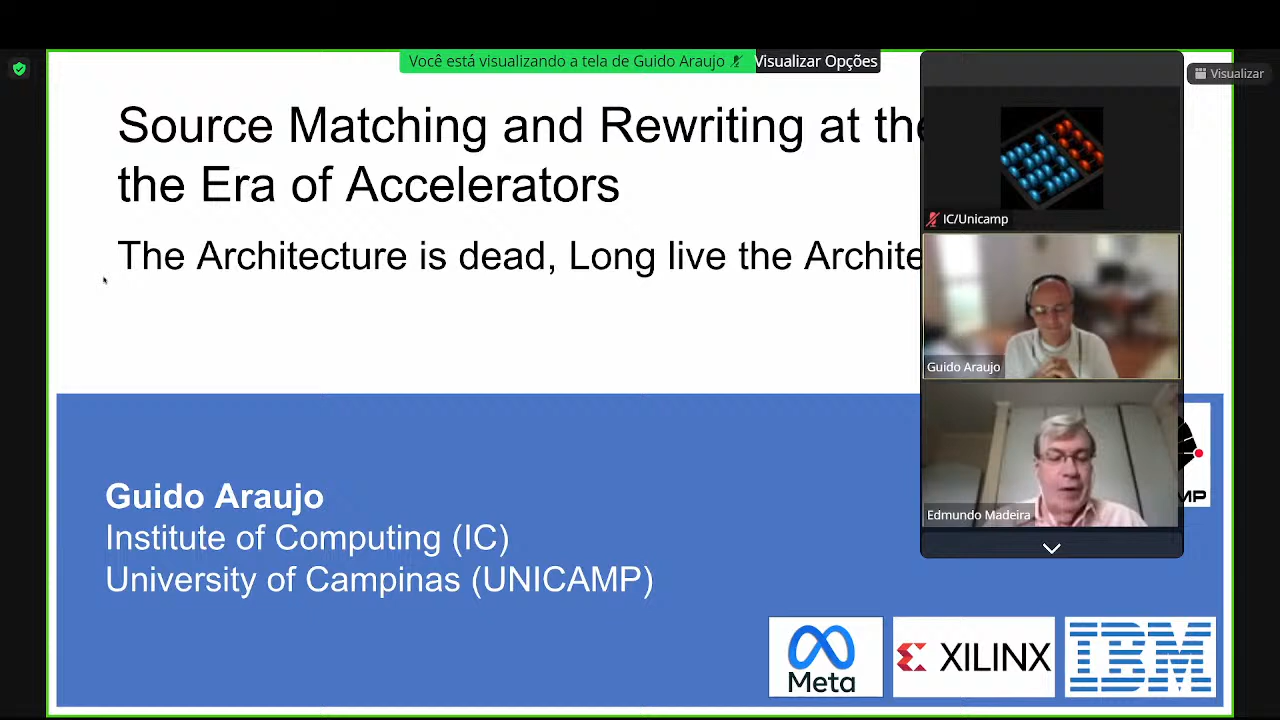 Você está visualizando a tela de Guido Araujo
Visualizar Opções
Visualizar
Source Matching and Rewriting at the
the Era of Accelerators
The Architecture is dead, Long live the Archite
IC/Unicamp
Guido Araujo
Edmundo Madeira
MP
Guido Araujo
Institute of Computing (IC)
University of Campinas (UNICAMP)
Meta
XILINX
IBM